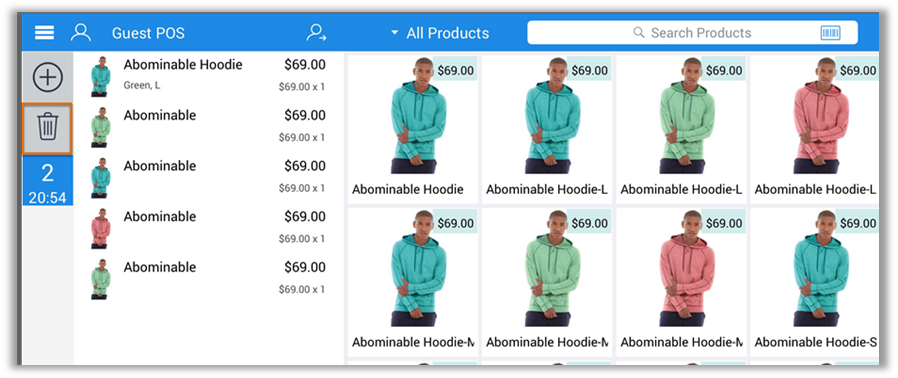 Guest POS
All Products
Search Products
2
20:54
Abominable Hoodie $69.00
Green, L $69.00 x 1
Abominable $69.00
$69.00 x 1
Abominable $69.00
$69.00 x 1
Abominable $69.00
$69.00 x 1
Abominable $69.00
$69.00 x 1
$69.00 $69.00 $69.00 $69.00
Abominable Hoodie Abominable Hoodie-L Abominable Hoodie-L Abominable Hoodie-L
$69.00 $69.00 $69.00 $69.00
Abominable Hoodie-M Abominable Hoodie-M Abominable Hoodie-M Abominable Hoodie-S